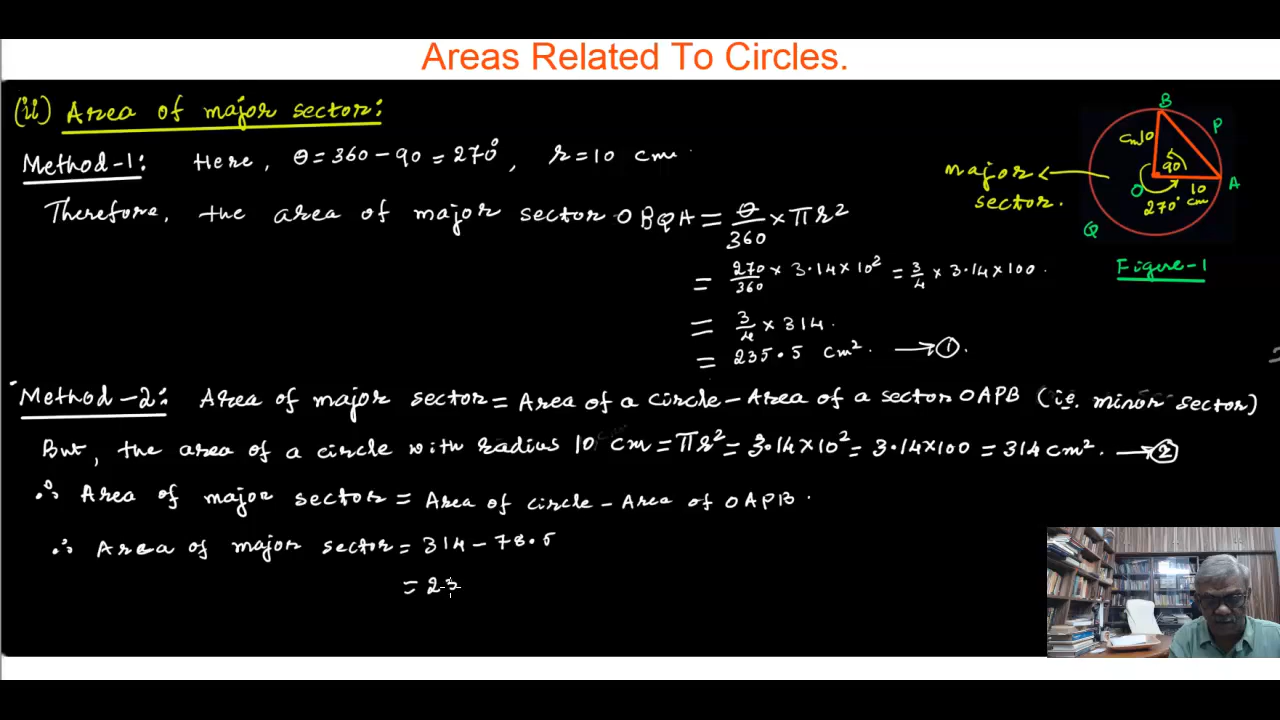 Areas Related To Circles.
(ii) Area of major sector:
Method-1: Here, θ=360-90=270°, r=10 cm.
Therefore, the area of major sector OBQA = θ/360 × πr²
= 270/360 × 3.14×10² = 3/4 × 3.14×100.
= 3/4 × 314.
= 235.5 cm². → ①.
B
P
cm10
90
A
O
10
cm
270°
Q
major
sector.
Figure-1
Method-2: Area of major sector = Area of a circle - Area of a sector OAPB (i.e. minor sector)
But, the area of a circle with radius 10 cm = πr² = 3.14×10² = 3.14×100 = 314 cm². → ②
∴ Area of major sector = Area of circle - Area of OAPB.
∴ Area of major sector = 314 - 78.5
= 23